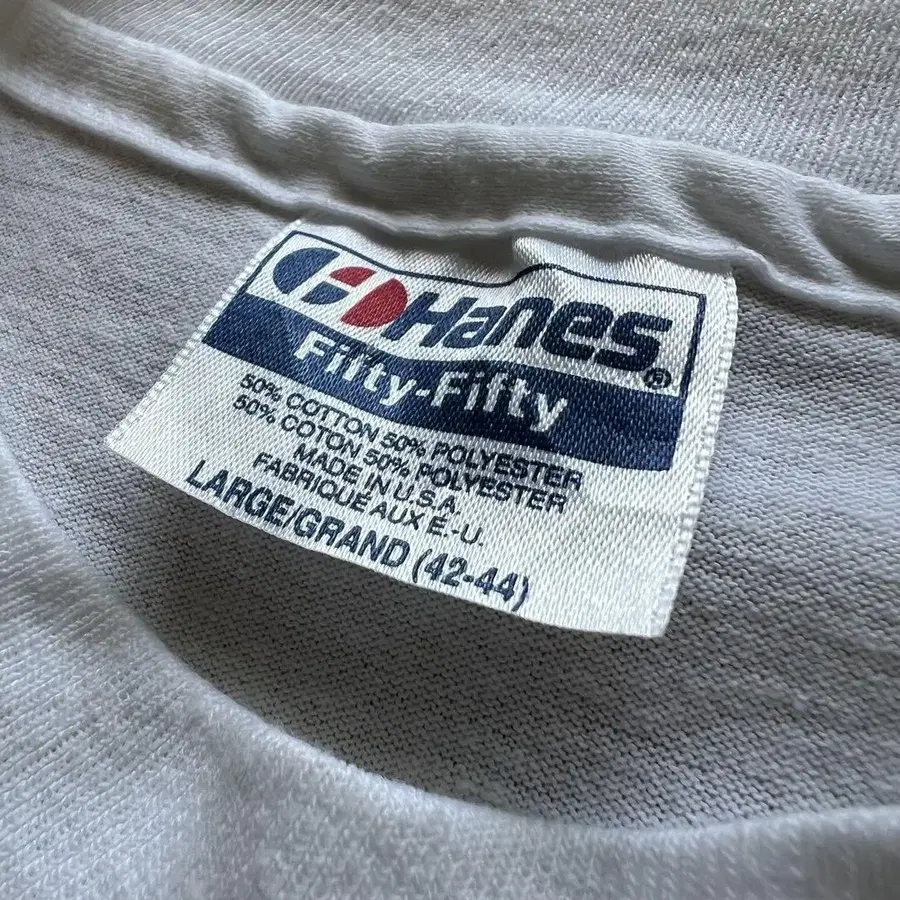 Hanes®
Fifty-Fifty
50% COTTON 50% POLYESTER
50% COTON 50% POLYESTER
MADE IN U.S.A.
FABRIQUÉ AUX É.-U.
LARGE/GRAND (42-44)